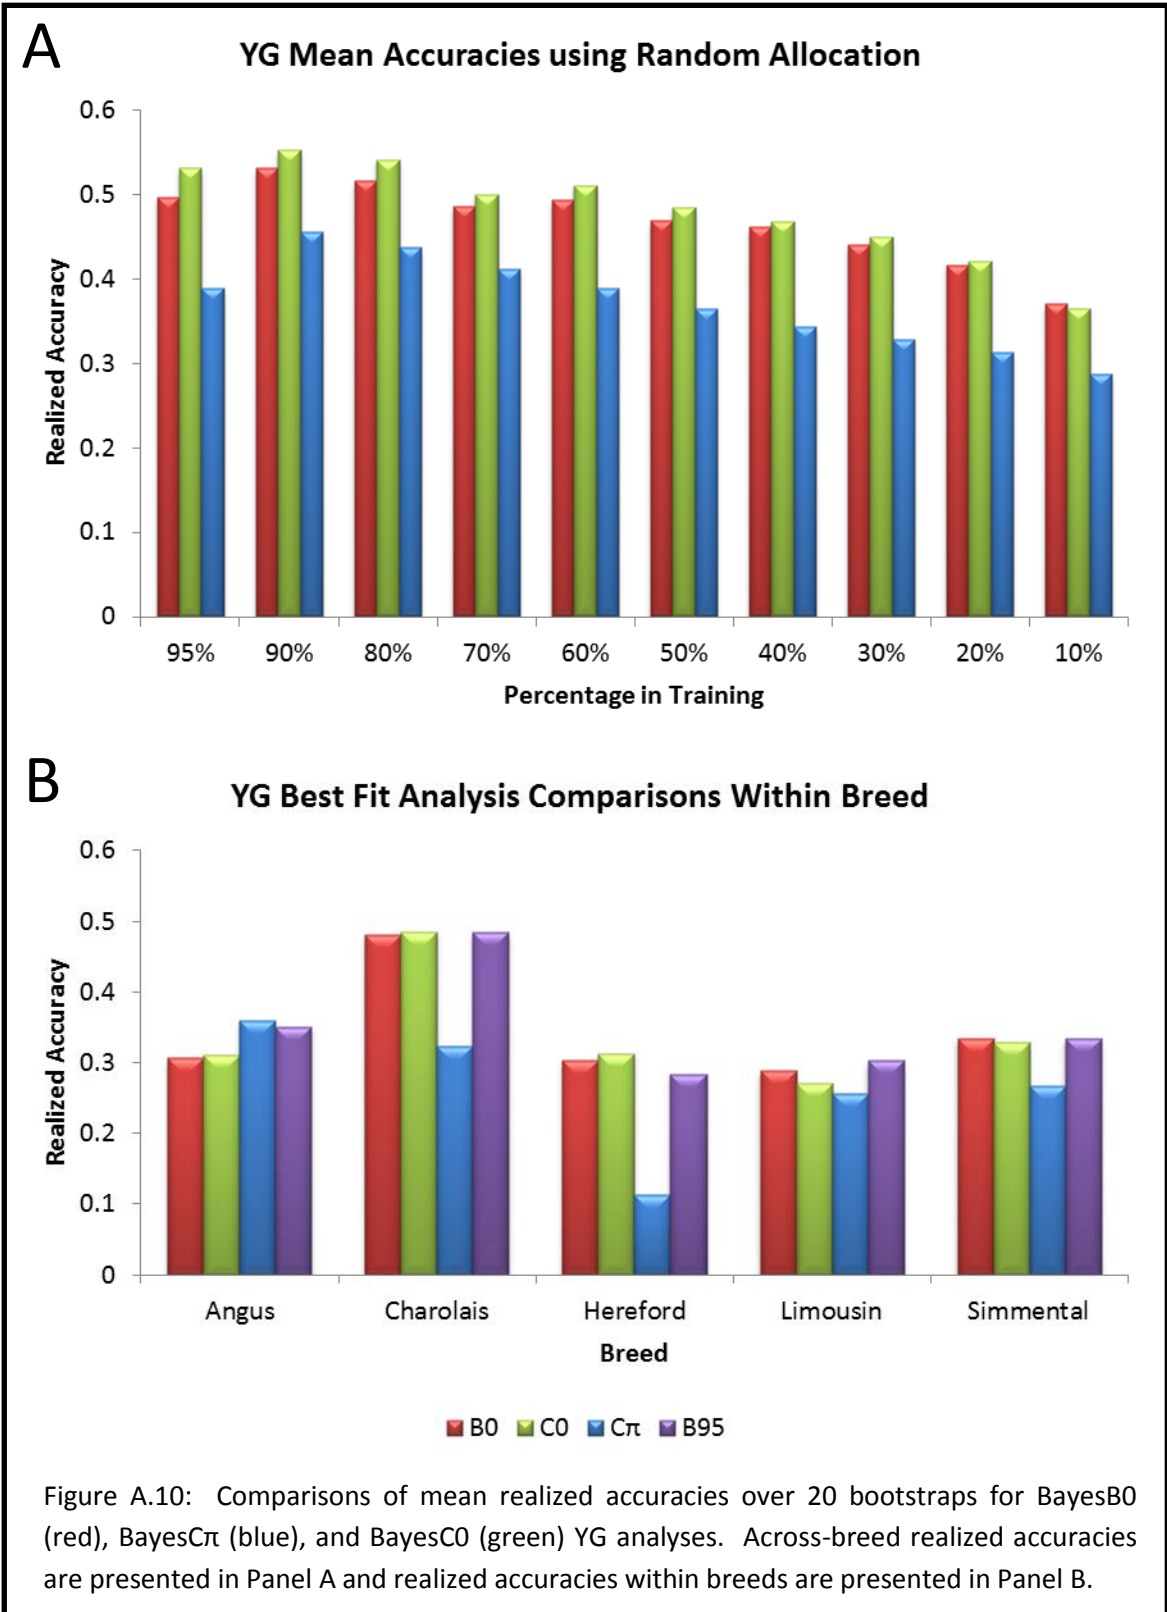 A
YG Mean Accuracies using Random Allocation
0.6
0.5
0.4
0.3
0.2
0.1
0
Realized Accuracy
95% 90% 80% 70% 60% 50% 40% 30% 20% 10%
Percentage in Training
B
YG Best Fit Analysis Comparisons Within Breed
0.6
0.5
0.4
0.3
0.2
0.1
0
Realized Accuracy
Angus Charolais Hereford Limousin Simmental
Breed
B0 C0 Cπ B95
Figure A.10: Comparisons of mean realized accuracies over 20 bootstraps for BayesB0
(red), BayesCπ (blue), and BayesC0 (green) YG analyses. Across-breed realized accuracies
are presented in Panel A and realized accuracies within breeds are presented in Panel B.